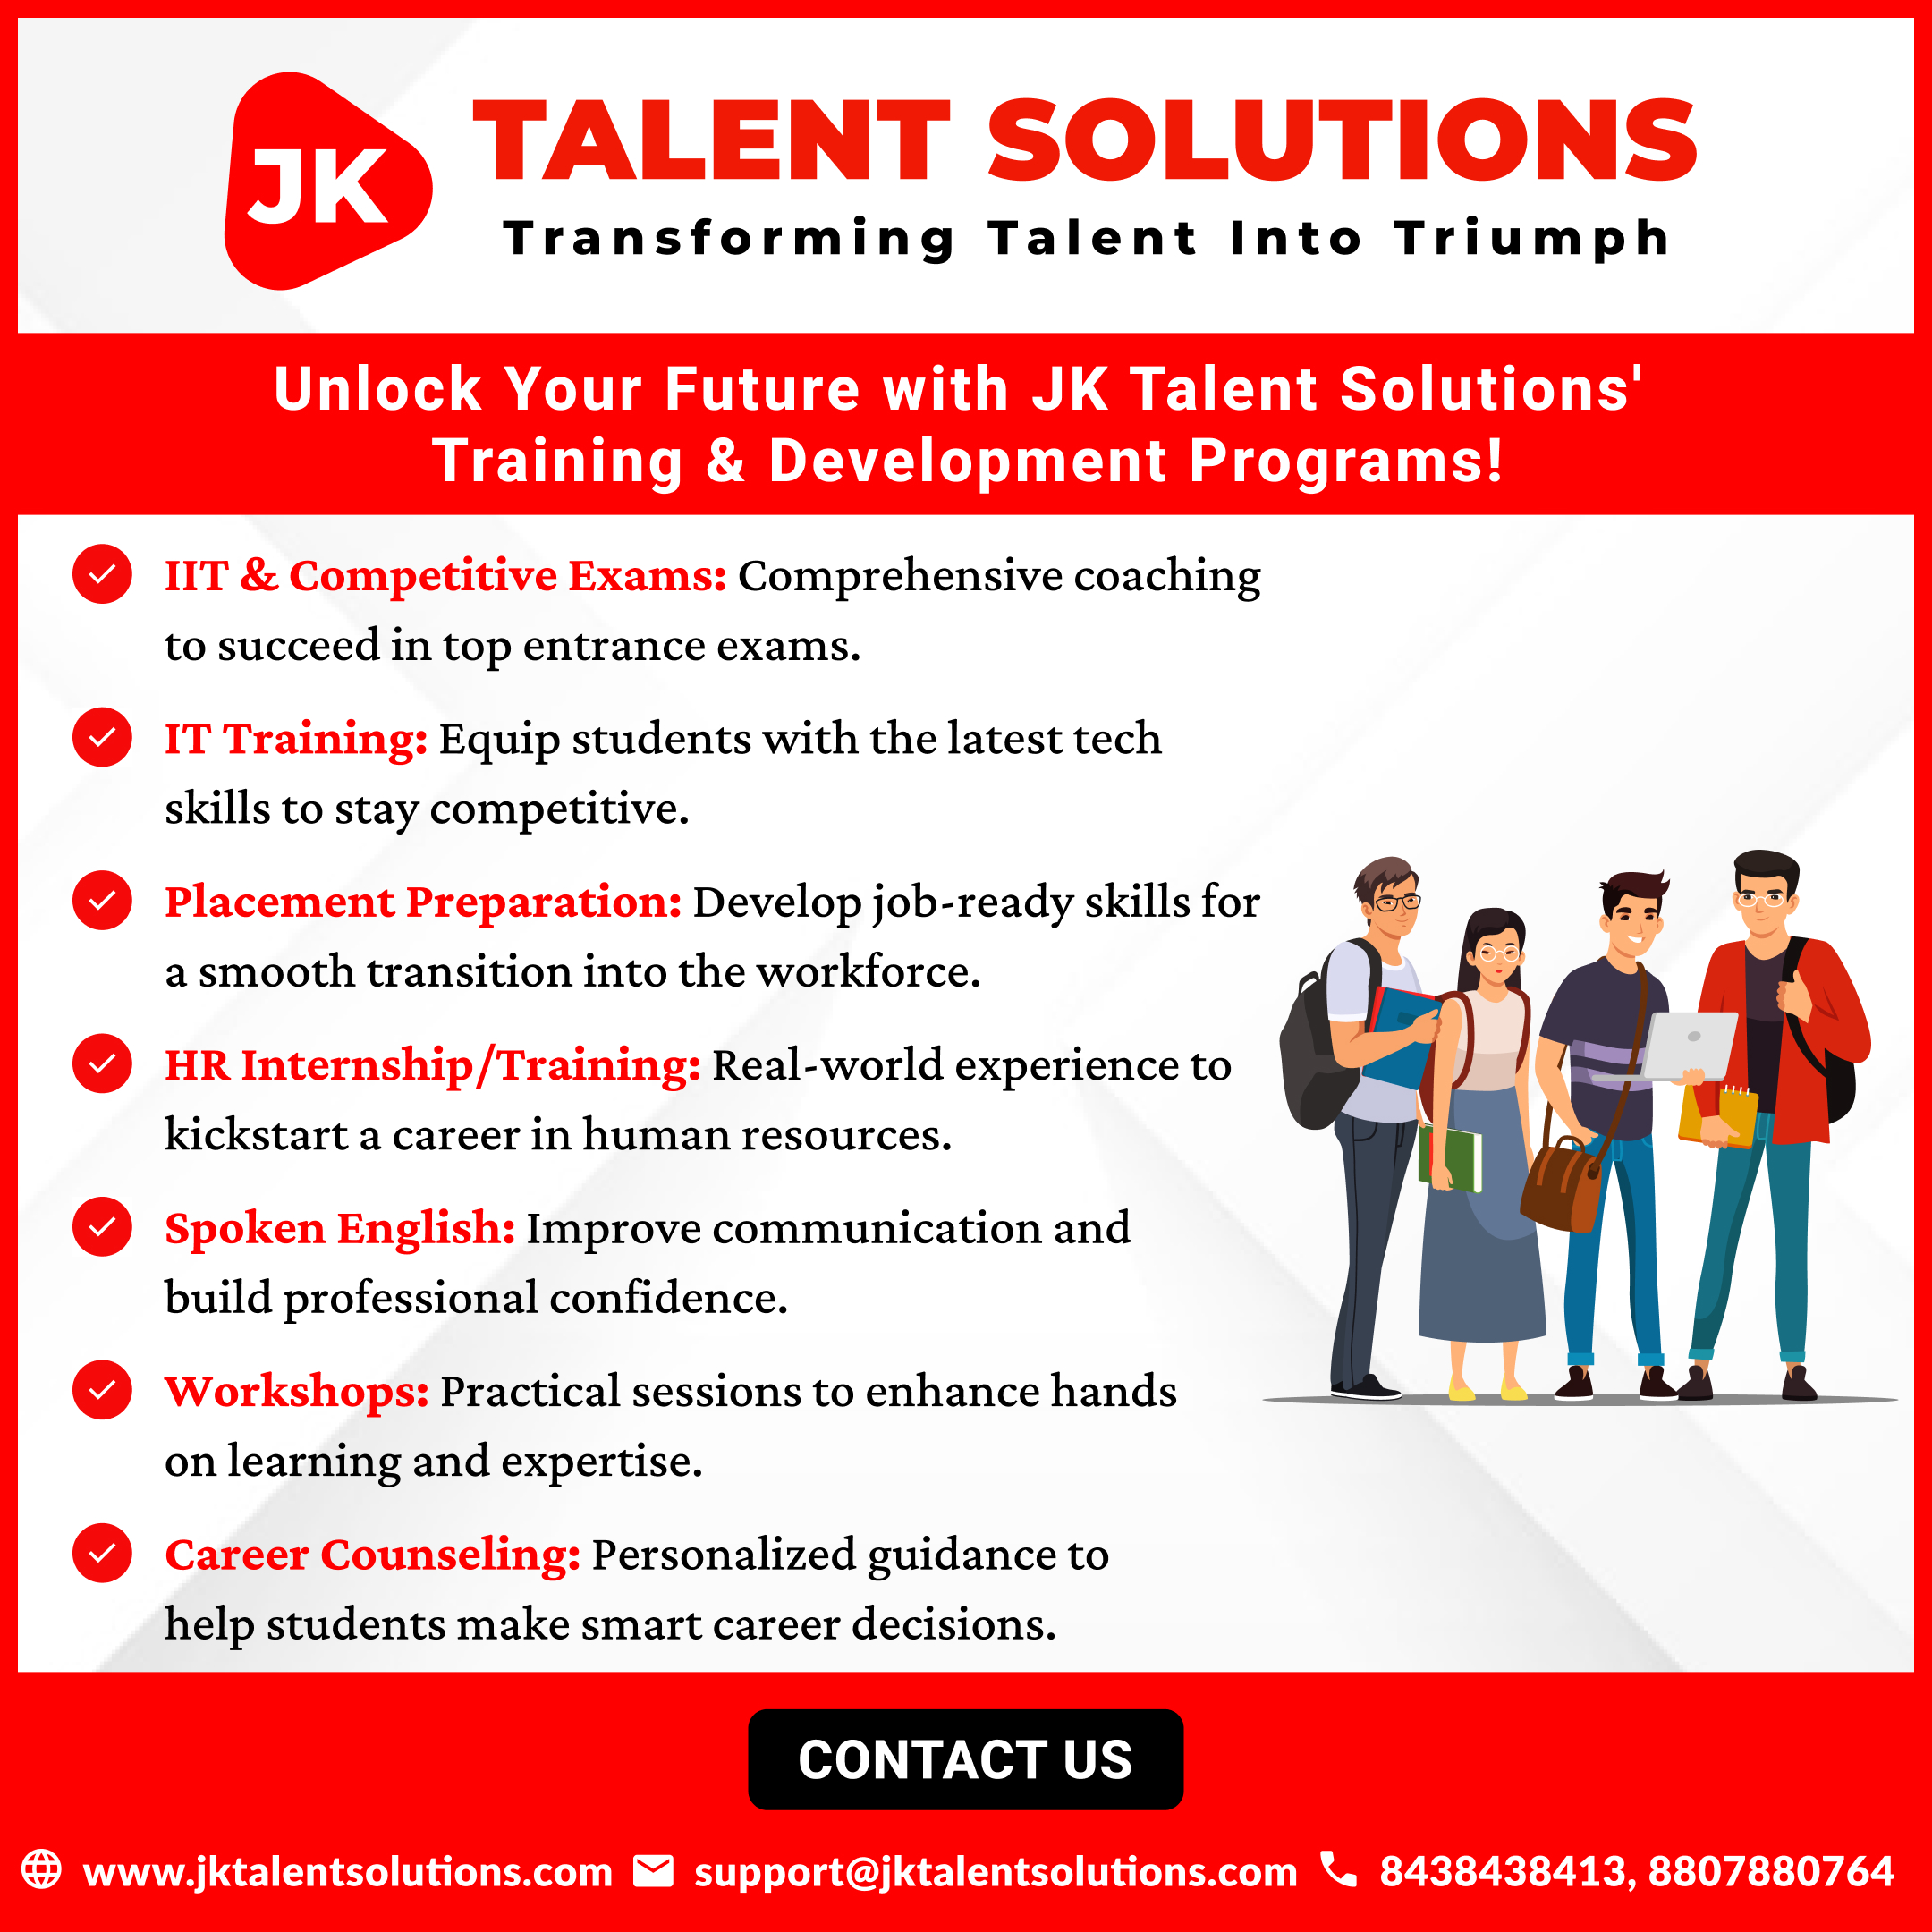 JK
TALENT SOLUTIONS
Transforming Talent Into Triumph
Unlock Your Future with JK Talent Solutions'
Training & Development Programs!
IIT & Competitive Exams: Comprehensive coaching
to succeed in top entrance exams.
IT Training: Equip students with the latest tech
skills to stay competitive.
Placement Preparation: Develop job-ready skills for
a smooth transition into the workforce.
HR Internship/Training: Real-world experience to
kickstart a career in human resources.
Spoken English: Improve communication and
build professional confidence.
Workshops: Practical sessions to enhance hands
on learning and expertise.
Career Counseling: Personalized guidance to
help students make smart career decisions.
CONTACT US
www.jktalentsolutions.com support@jktalentsolutions.com 8438438413, 8807880764